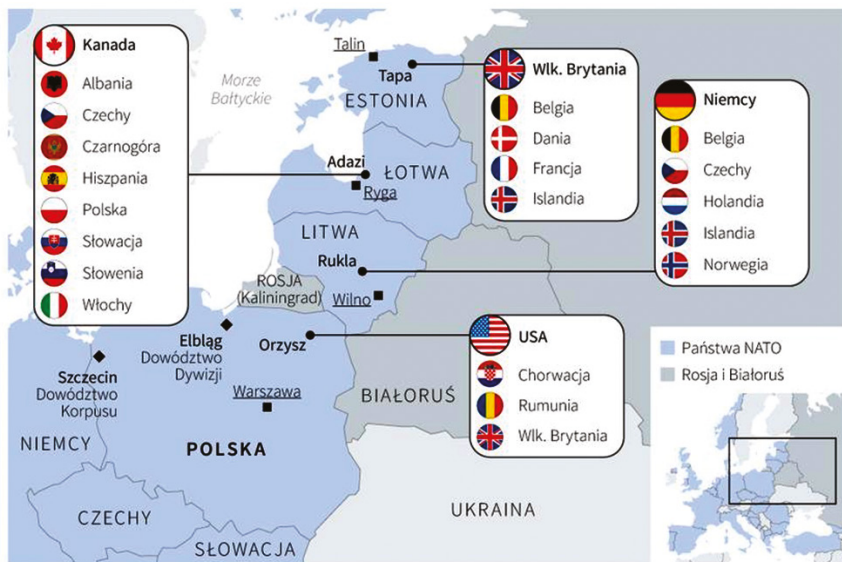 Kanada
Albania
Czechy
Czarnogóra
Hiszpania
Polska
Słowacja
Słowenia
Włochy
Morze
Bałtyckie
Talin
Tapa
ESTONIA
Wlk. Brytania
Belgia
Dania
Francja
Islandia
Niemcy
Belgia
Czechy
Holandia
Islandia
Norwegia
Adazi
ŁOTWA
Ryga
LITWA
Rukla
ROSJA
(Kaliningrad)
Wilno
Elbląg
Dowództwo
Dywizji
Orzysz
USA
Chorwacja
Rumunia
Wlk. Brytania
Szczecin
Dowództwo
Korpusu
Warszawa
BIAŁORUŚ
NIEMCY
POLSKA
CZECHY
SŁOWACJA
UKRAINA
Państwa NATO
Rosja i Białoruś